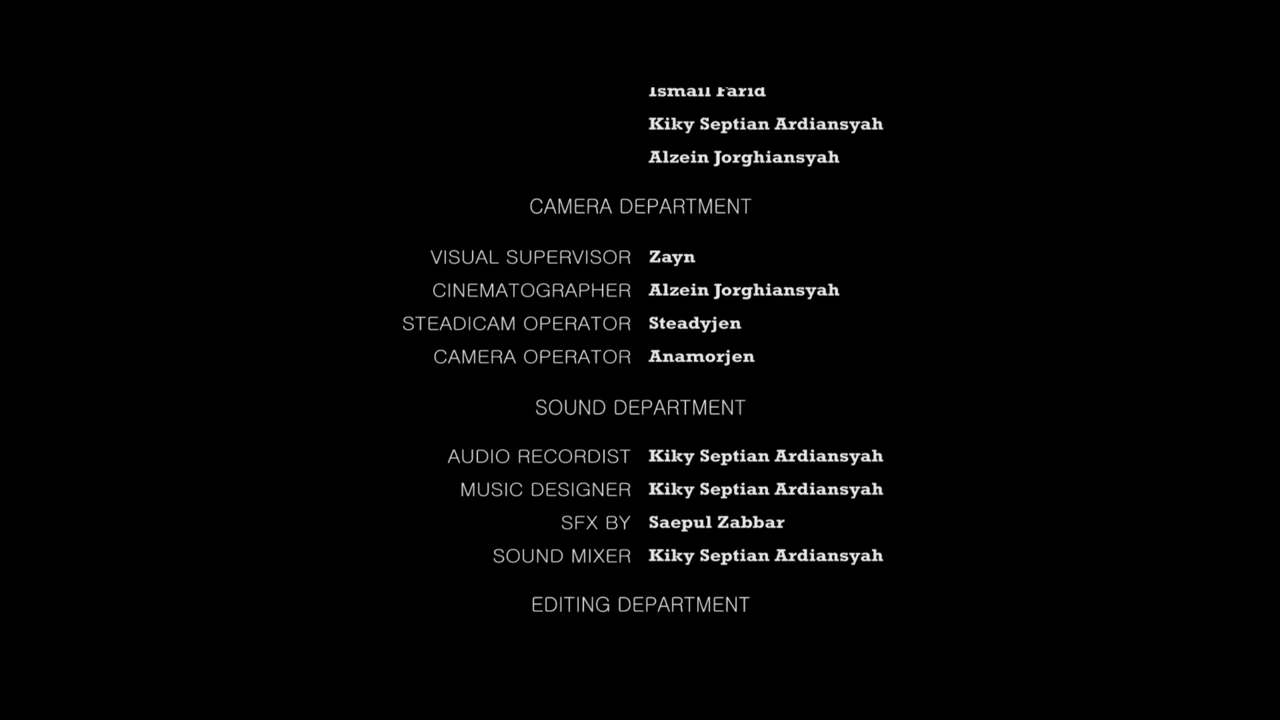 Ismail Farid
Kiky Septian Ardiansyah
Alzein Jorghiansyah
CAMERA DEPARTMENT
VISUAL SUPERVISOR Zayn
CINEMATOGRAPHER Alzein Jorghiansyah
STEADICAM OPERATOR Steadyjen
CAMERA OPERATOR Anamorjen
SOUND DEPARTMENT
AUDIO RECORDIST Kiky Septian Ardiansyah
MUSIC DESIGNER Kiky Septian Ardiansyah
SFX BY Saepul Zabbar
SOUND MIXER Kiky Septian Ardiansyah
EDITING DEPARTMENT